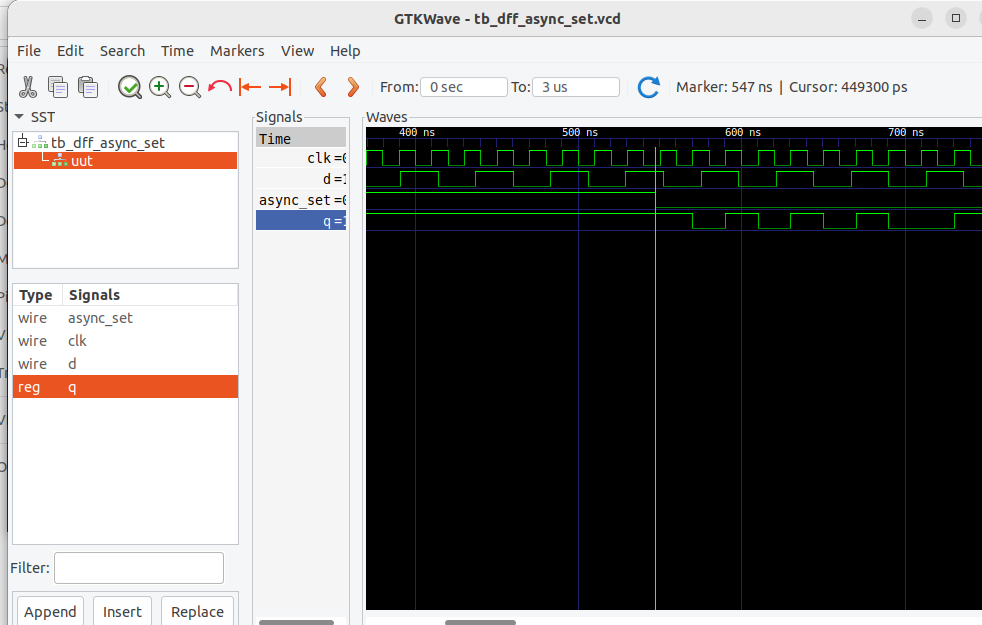 GTKWave - tb_dff_async_set.vcd
File Edit Search Time Markers View Help
From: 0 sec To: 3 us Marker: 547 ns | Cursor: 449300 ps
SST
tb_dff_async_set
uut
Type Signals
wire async_set
wire clk
wire d
reg q
Filter:
Append Insert Replace
Signals
Time
clk=0
d=1
async_set=0
q=1
Waves
400 ns 500 ns 600 ns 700 ns